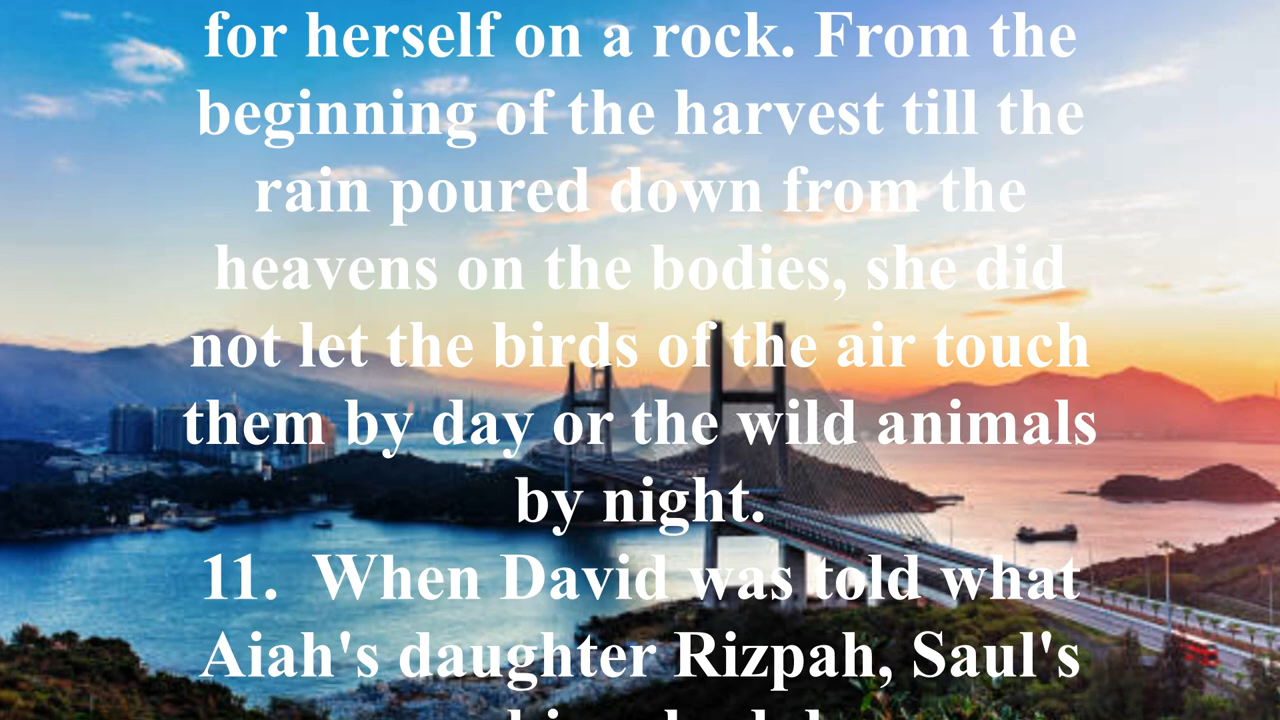 for herself on a rock. From the
beginning of the harvest till the
rain poured down from the
heavens on the bodies, she did
not let the birds of the air touch
them by day or the wild animals
by night.
11.  When David was told what
Aiah's daughter Rizpah, Saul's